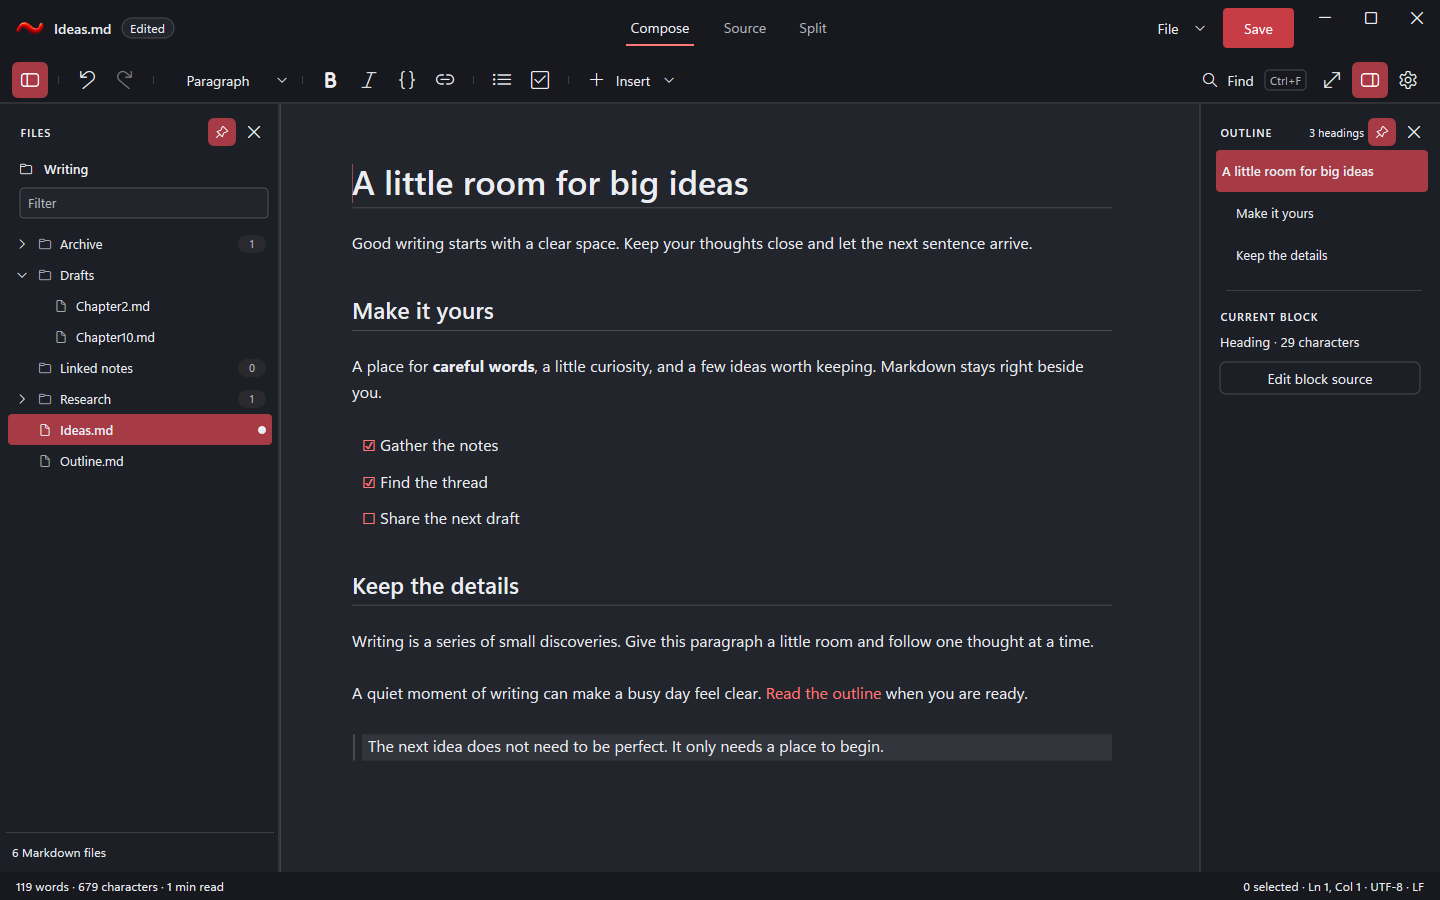 Ideas.md Edited Compose Source Split File Save
Paragraph B I {} Insert Find Ctrl+F
FILES
Writing
Filter
Archive 1
Drafts
Chapter2.md
Chapter10.md
Linked notes 0
Research 1
Ideas.md
Outline.md
6 Markdown files
A little room for big ideas
Good writing starts with a clear space. Keep your thoughts close and let the next sentence arrive.
Make it yours
A place for careful words, a little curiosity, and a few ideas worth keeping. Markdown stays right beside
you.
Gather the notes
Find the thread
Share the next draft
Keep the details
Writing is a series of small discoveries. Give this paragraph a little room and follow one thought at a time.
A quiet moment of writing can make a busy day feel clear. Read the outline when you are ready.
The next idea does not need to be perfect. It only needs a place to begin.
OUTLINE 3 headings
A little room for big ideas
Make it yours
Keep the details
CURRENT BLOCK
Heading · 29 characters
Edit block source
119 words · 679 characters · 1 min read 0 selected · Ln 1, Col 1 · UTF-8 · LF